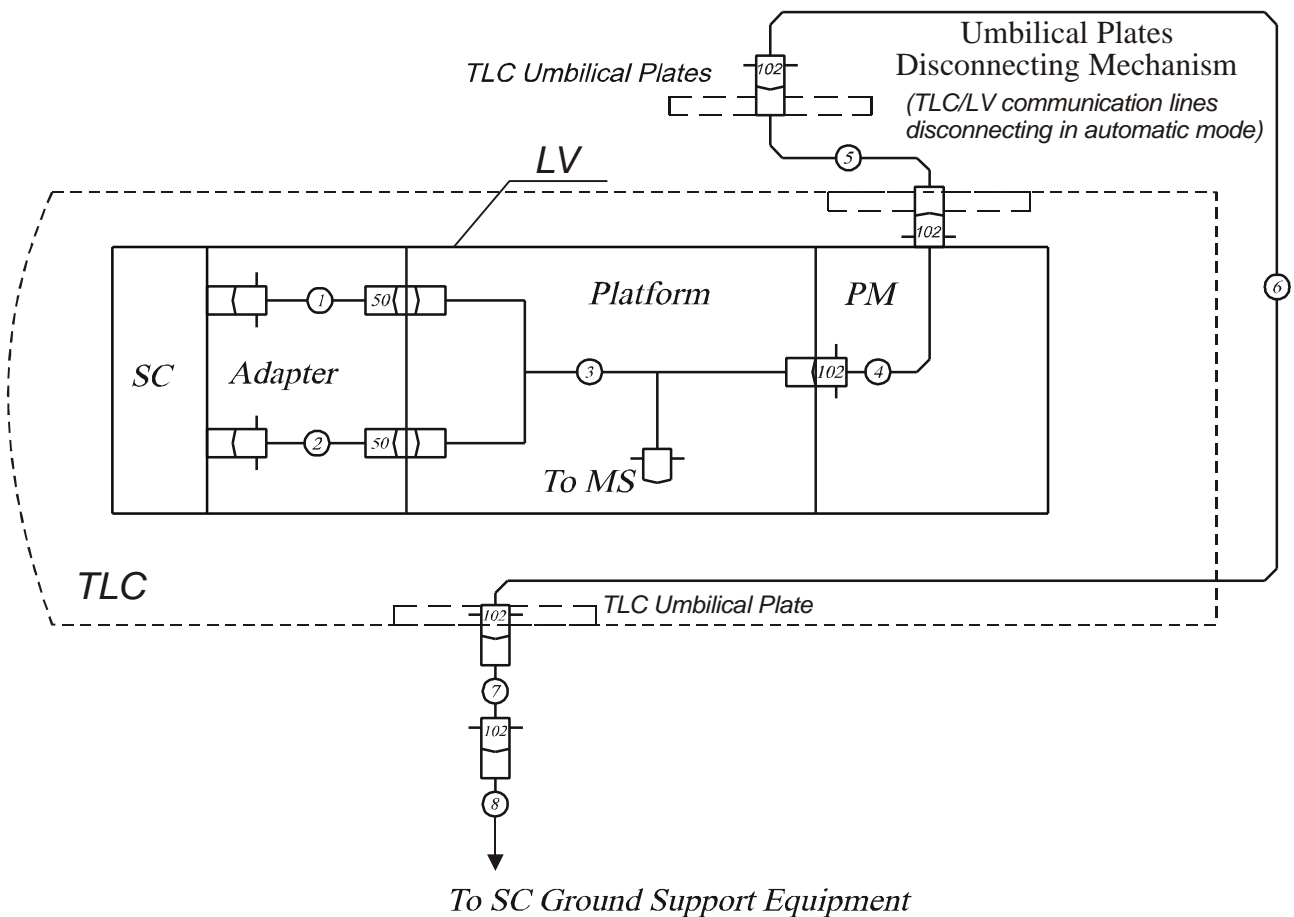 Umbilical Plates
Disconnecting Mechanism
(TLC/LV communication lines
disconnecting in automatic mode)
TLC Umbilical Plates
102
5
LV
102
6
Platform
PM
1
50
SC
Adapter
3
102
4
2
50
To MS
TLC
TLC Umbilical Plate
102
7
102
8
To SC Ground Support Equipment